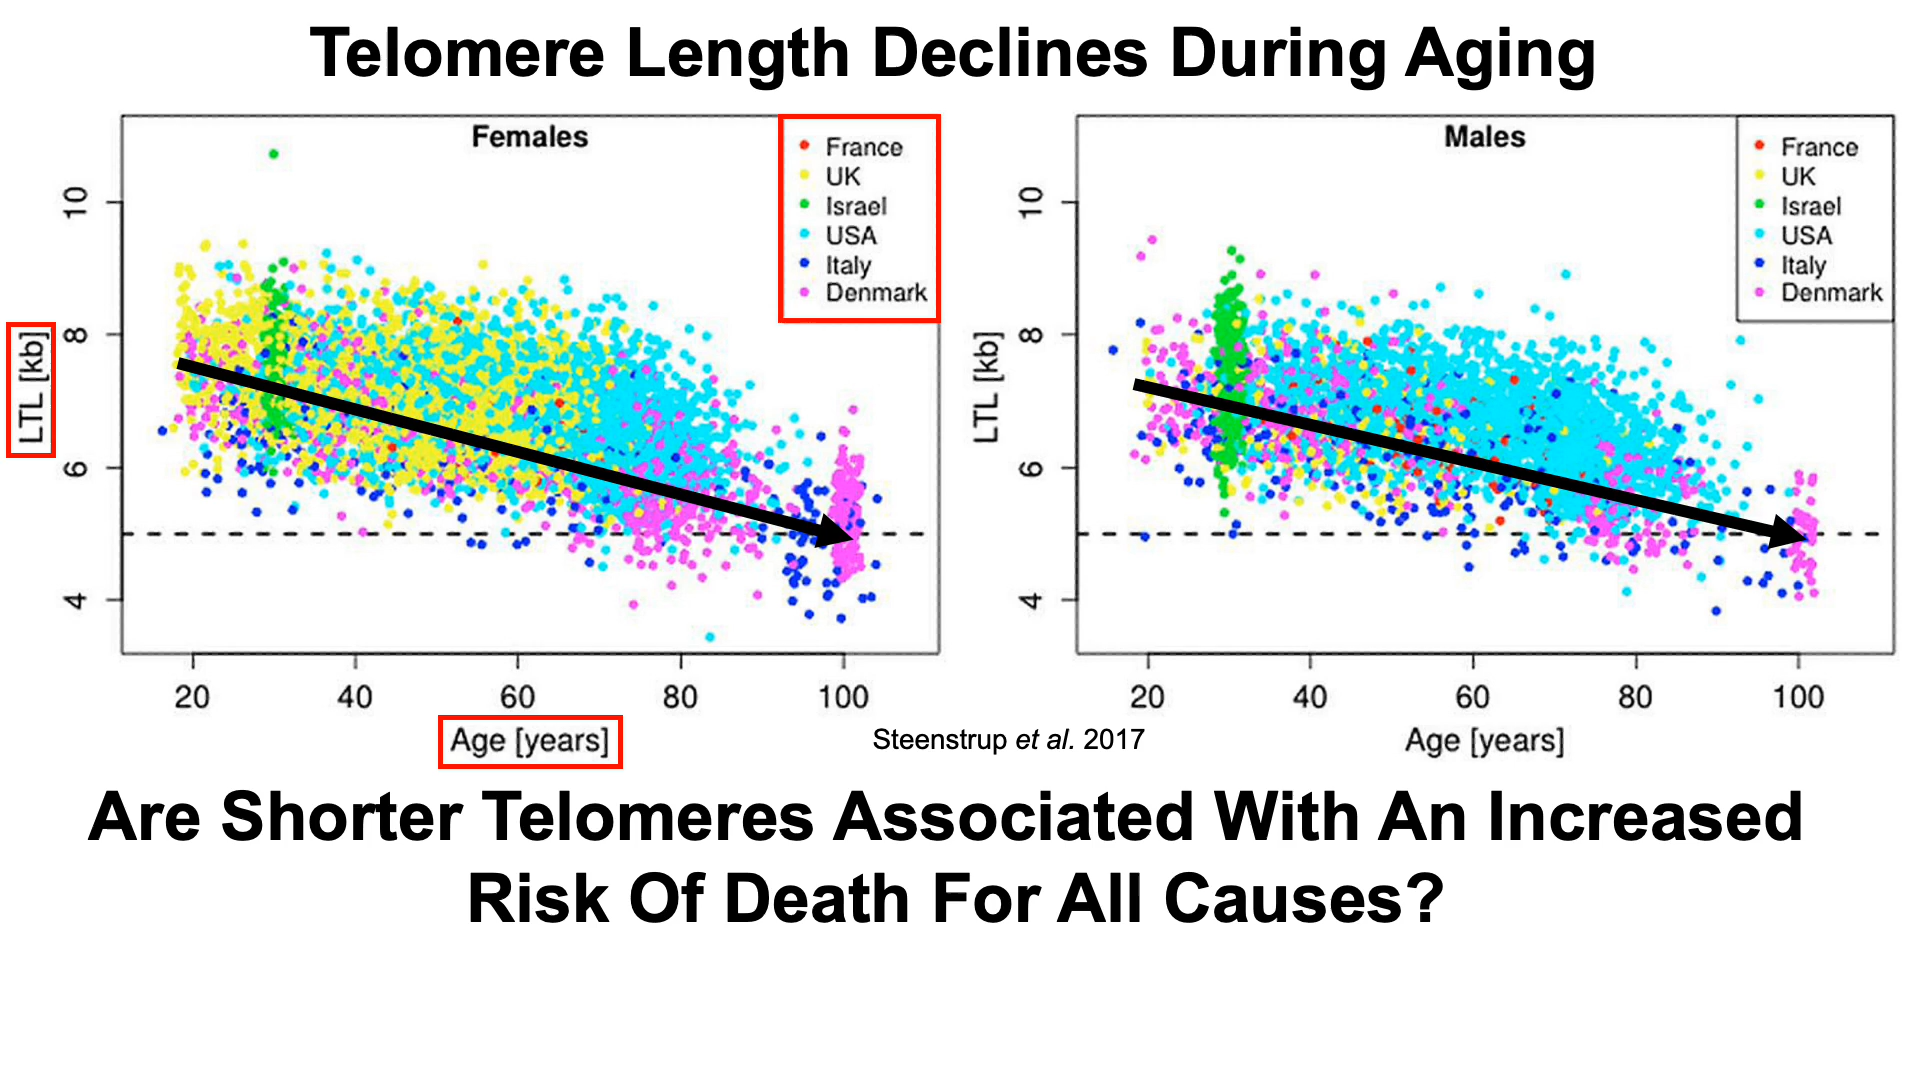 Telomere Length Declines During Aging
Females
France
UK
Israel
USA
Italy
Denmark
LTL [kb]
10
8
6
4
20 40 60 80 100
Age [years]
Males
France
UK
Israel
USA
Italy
Denmark
LTL [kb]
10
8
6
4
20 40 60 80 100
Age [years]
Steenstrup et al. 2017
Are Shorter Telomeres Associated With An Increased
Risk Of Death For All Causes?